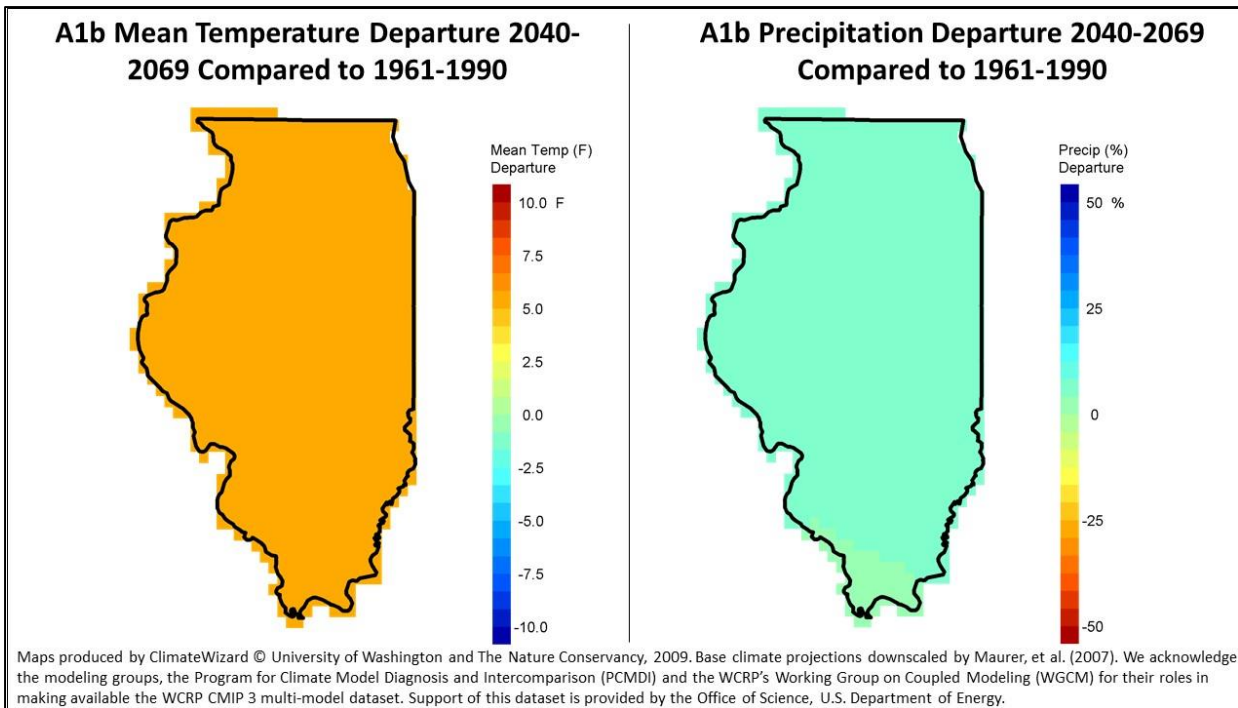 A1b Mean Temperature Departure 2040-
2069 Compared to 1961-1990
Mean Temp (F)
Departure
10.0 F
7.5
5.0
2.5
0.0
-2.5
-5.0
-7.5
-10.0
A1b Precipitation Departure 2040-2069
Compared to 1961-1990
Precip (%)
Departure
50 %
25
0
-25
-50
Maps produced by ClimateWizard © University of Washington and The Nature Conservancy, 2009. Base climate projections downscaled by Maurer, et al. (2007). We acknowledge
the modeling groups, the Program for Climate Model Diagnosis and Intercomparison (PCMDI) and the WCRP's Working Group on Coupled Modeling (WGCM) for their roles in
making available the WCRP CMIP 3 multi-model dataset. Support of this dataset is provided by the Office of Science, U.S. Department of Energy.